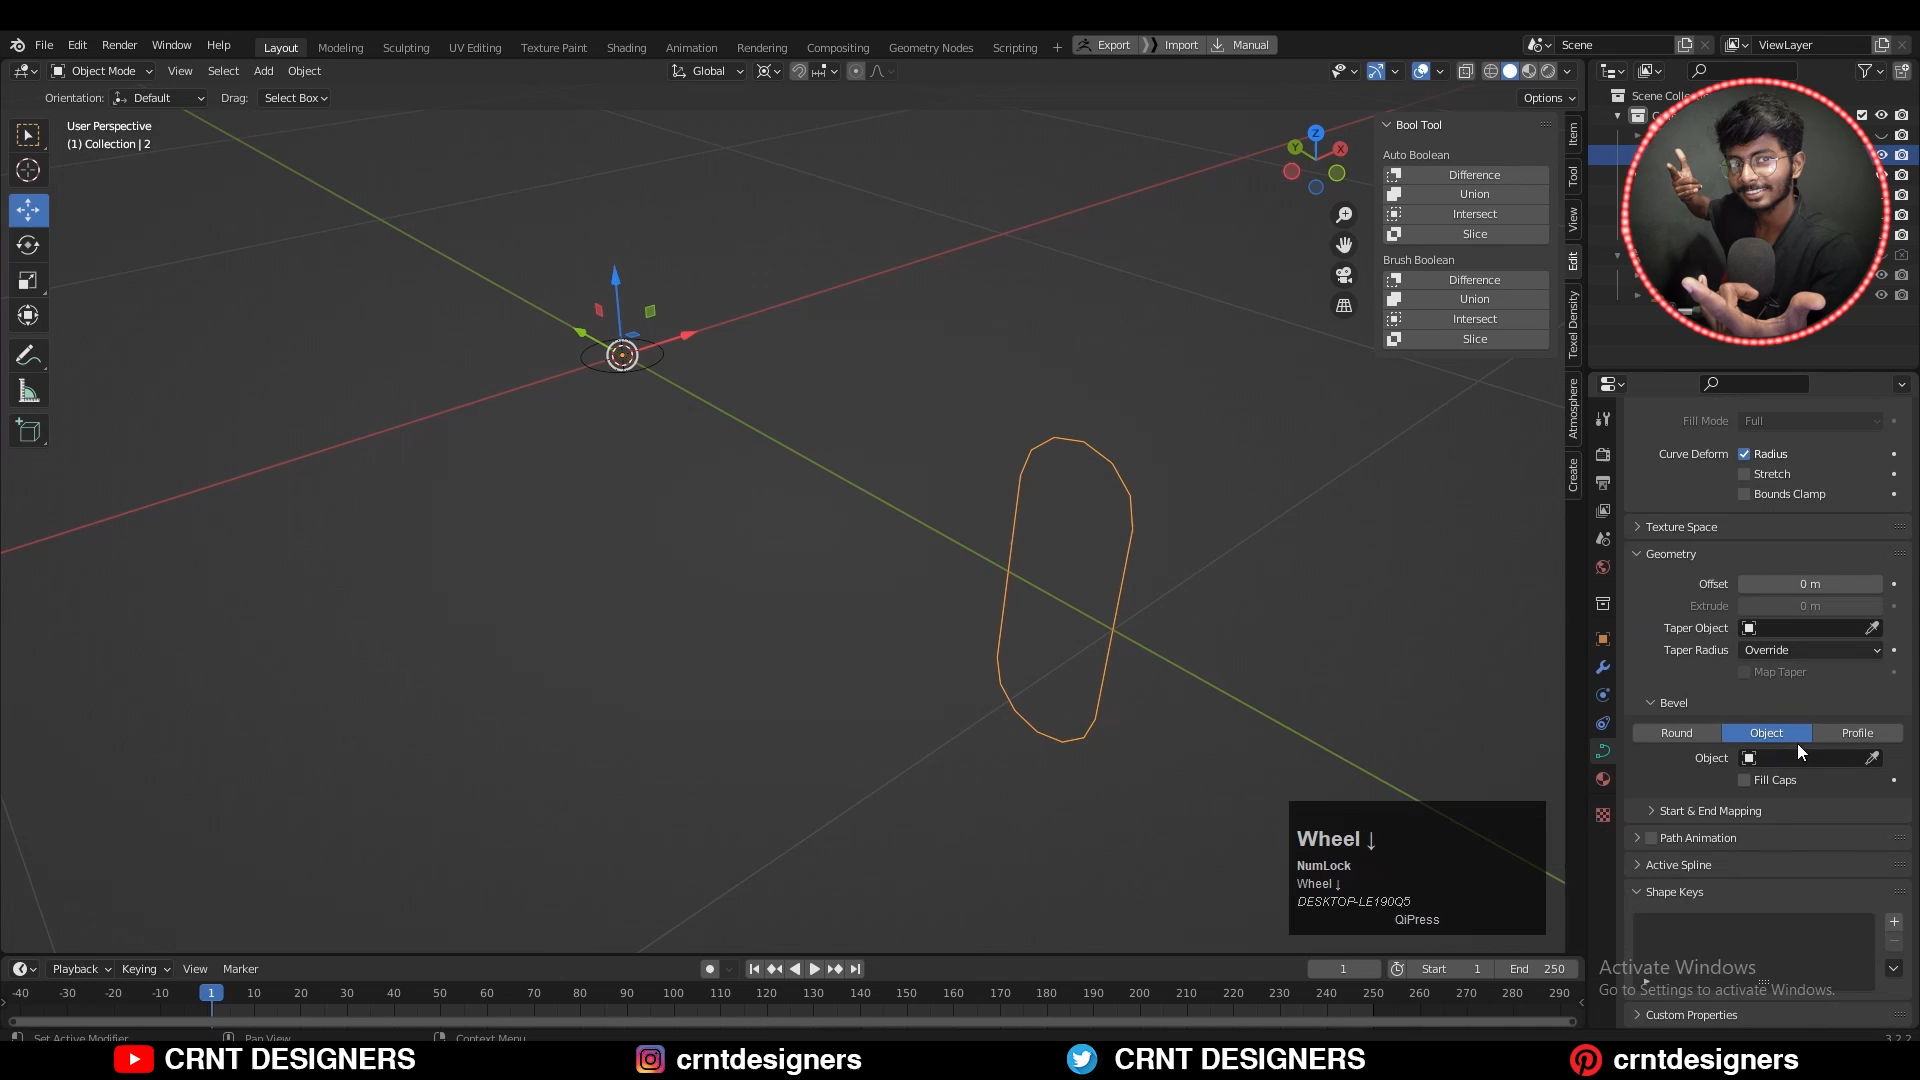 File Edit Render Window Help Layout Modeling Sculpting UV Editing Texture Paint Shading Animation Rendering Compositing Geometry Nodes Scripting + Export Import Manual Scene ViewLayer
Object Mode View Select Add Object Global
Orientation: Default Drag: Select Box Options
User Perspective
(1) Collection | 2
Z
Y
X
Bool Tool
Auto Boolean
Difference
Union
Intersect
Slice
Brush Boolean
Difference
Union
Intersect
Slice
Item
Tool
View
Edit
Texel Density
Atmosphere
Create
Fill Mode Full
Curve Deform Radius
Stretch
Bounds Clamp
Texture Space
Geometry
Offset 0 m
Extrude 0 m
Taper Object
Taper Radius Override
Map Taper
Bevel
Round Object Profile
Object
Fill Caps
Start & End Mapping
Path Animation
Active Spline
Shape Keys
Activate Windows
Go to Settings to activate Windows.
Custom Properties
Wheel ↓
NumLock
Wheel ↓
DESKTOP-LE190Q5
QiPress
Playback Keying View Marker 1 Start 1 End 250
-40 -30 -20 -10 1 10 20 30 40 50 60 70 80 90 100 110 120 130 140 150 160 170 180 190 200 210 220 230 240 250 260 270 280 290
Set Active Modifier Pan View Context Menu 3.2.2
CRNT DESIGNERS crntdesigners CRNT DESIGNERS crntdesigners